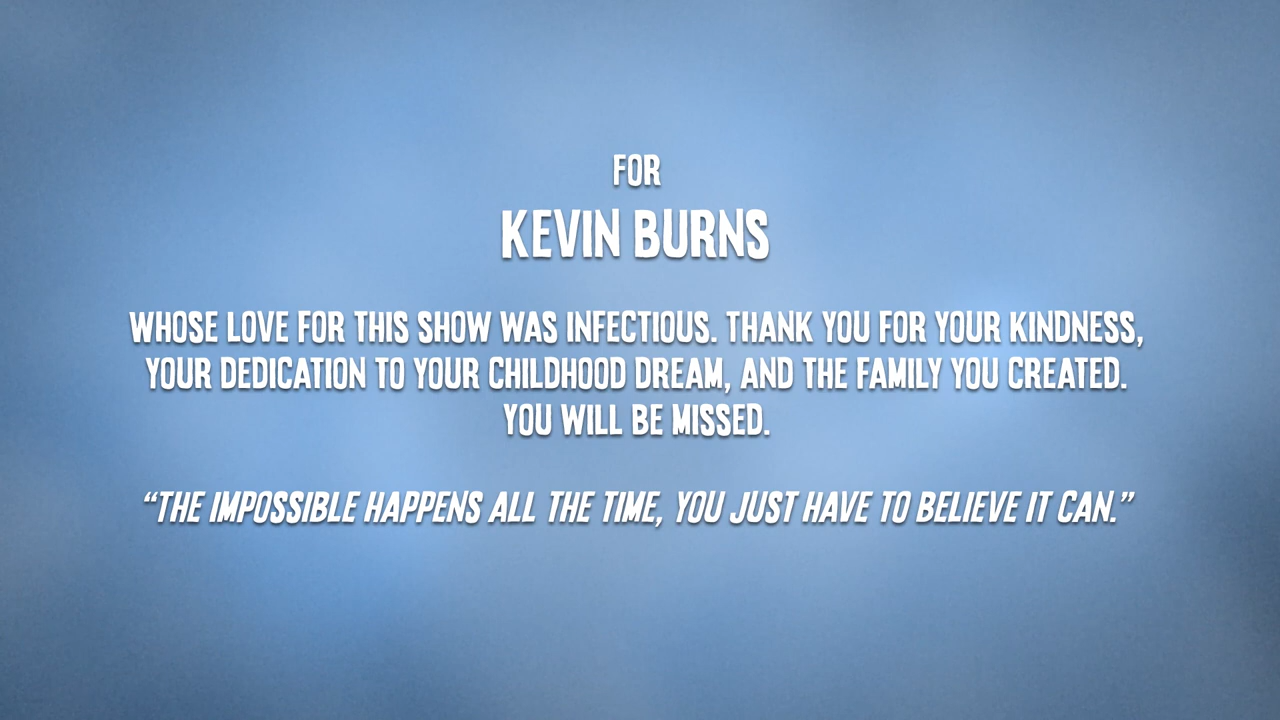 FOR
KEVIN BURNS
WHOSE LOVE FOR THIS SHOW WAS INFECTIOUS. THANK YOU FOR YOUR KINDNESS,
YOUR DEDICATION TO YOUR CHILDHOOD DREAM, AND THE FAMILY YOU CREATED.
YOU WILL BE MISSED.
“THE IMPOSSIBLE HAPPENS ALL THE TIME, YOU JUST HAVE TO BELIEVE IT CAN.”